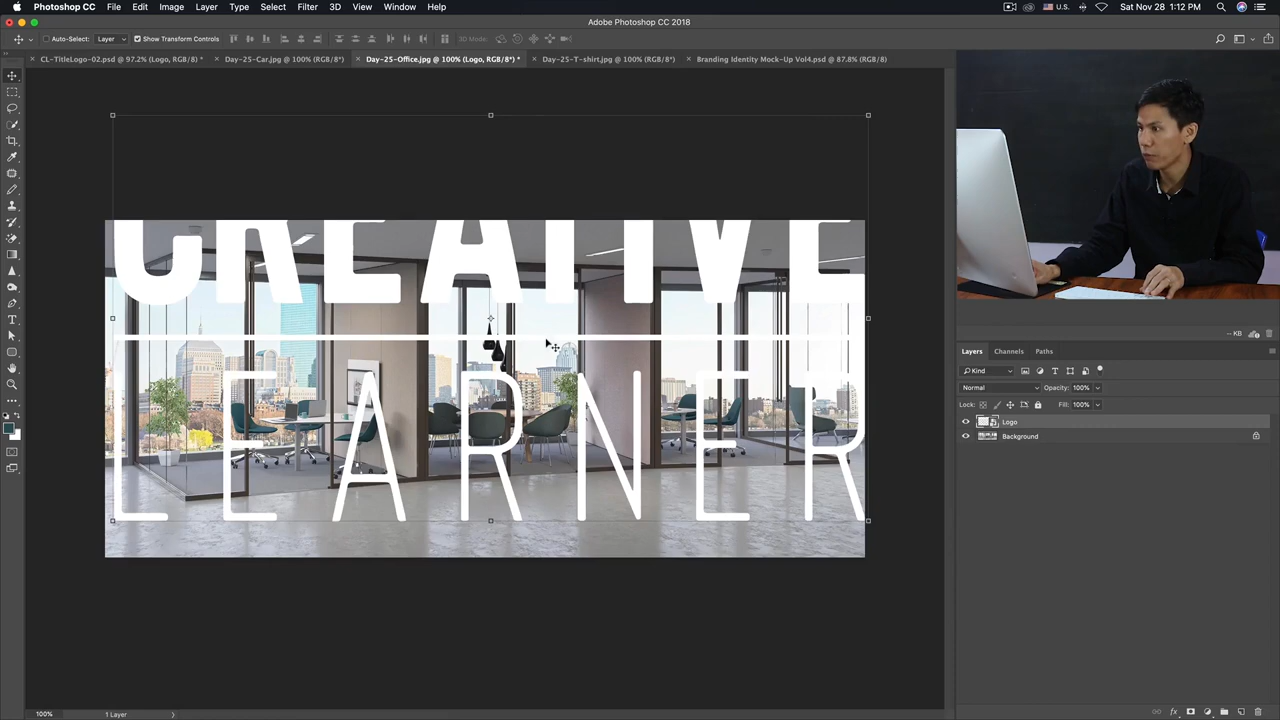 Photoshop CC File Edit Image Layer Type Select Filter 3D View Window Help U.S. Sat Nov 28 1:12 PM
Adobe Photoshop CC 2018
Auto-Select: Layer Show Transform Controls 3D Mode:
CL-TitleLogo-02.psd @ 97.2% (Logo, RGB/8) * Day-25-Car.jpg @ 100% (RGB/8*) Day-25-Office.jpg @ 100% (Logo, RGB/8*) * Day-25-T-shirt.jpg @ 100% (RGB/8*) Branding Identity Mock-Up Vol4.psd @ 87.8% (RGB/8)
CREATIVE
LEARNER
-- KB
Layers Channels Paths
Kind
Normal Opacity: 100%
Lock: Fill: 100%
Logo
Background
100% 1 Layer